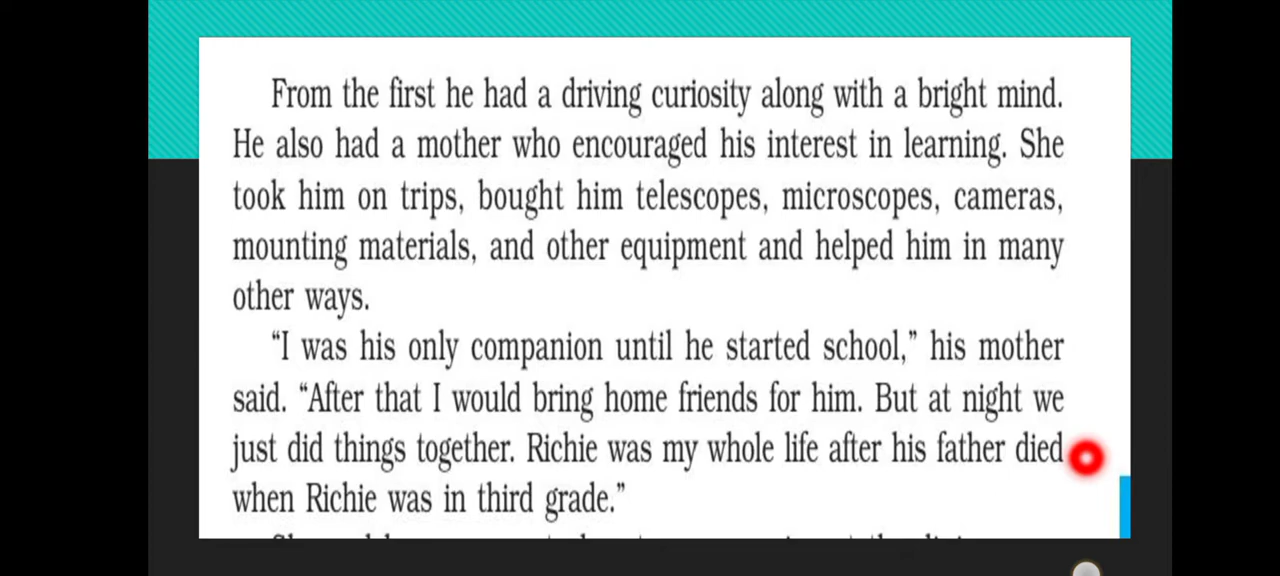 From the first he had a driving curiosity along with a bright mind.
He also had a mother who encouraged his interest in learning. She
took him on trips, bought him telescopes, microscopes, cameras,
mounting materials, and other equipment and helped him in many
other ways.
“I was his only companion until he started school,” his mother
said. “After that I would bring home friends for him. But at night we
just did things together. Richie was my whole life after his father died
when Richie was in third grade.”